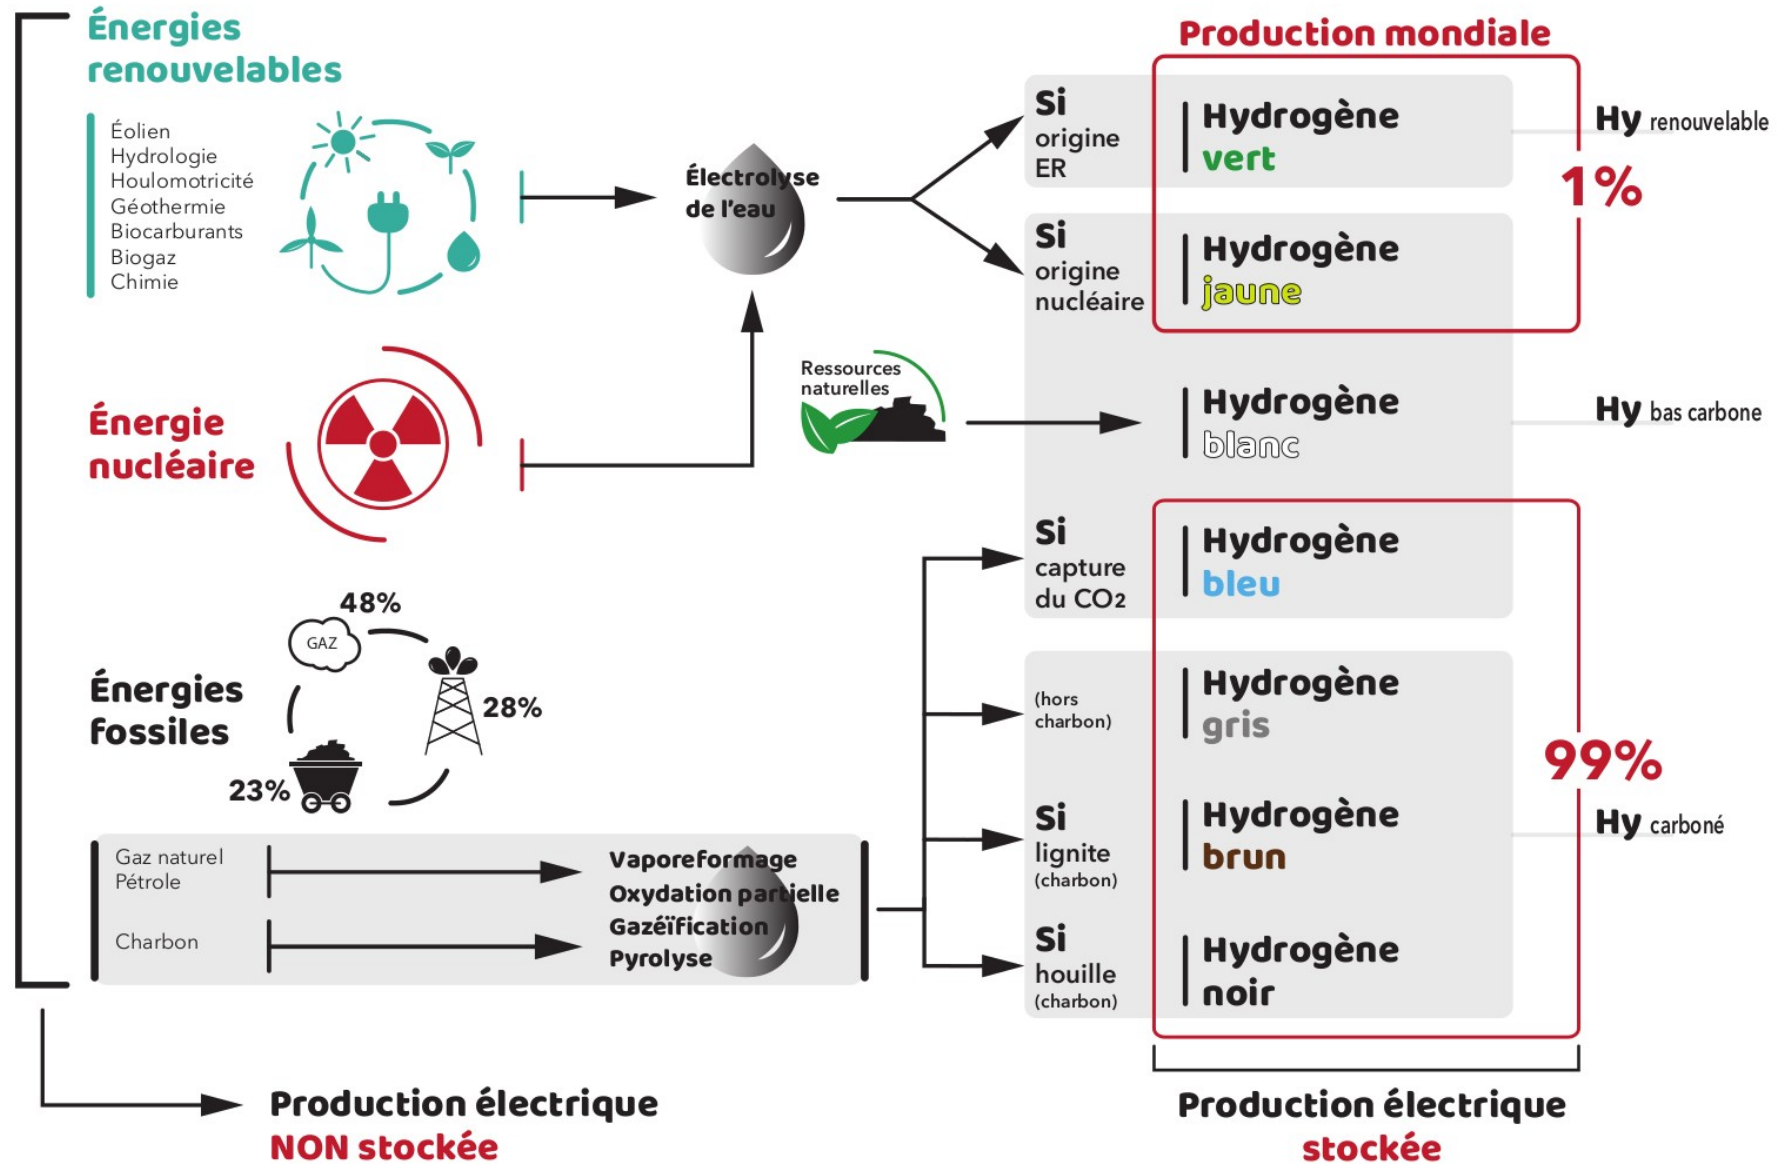 Énergies
renouvelables
Éolien
Hydrologie
Houlomotricité
Géothermie
Biocarburants
Biogaz
Chimie
Électrolyse
de l'eau
Énergie
nucléaire
Ressources
naturelles
Énergies
fossiles
48%
GAZ
28%
23%
Gaz naturel
Pétrole
Charbon
Vaporeformage
Oxydation partielle
Gazéïfication
Pyrolyse
Production électrique
NON stockée
Production mondiale
Si
origine
ER
Hydrogène
vert
Hy renouvelable
1%
Si
origine
nucléaire
Hydrogène
jaune
Hydrogène
blanc
Hy bas carbone
Si
capture
du CO2
Hydrogène
bleu
(hors
charbon)
Hydrogène
gris
99%
Si
lignite
(charbon)
Hydrogène
brun
Hy carboné
Si
houille
(charbon)
Hydrogène
noir
Production électrique
stockée